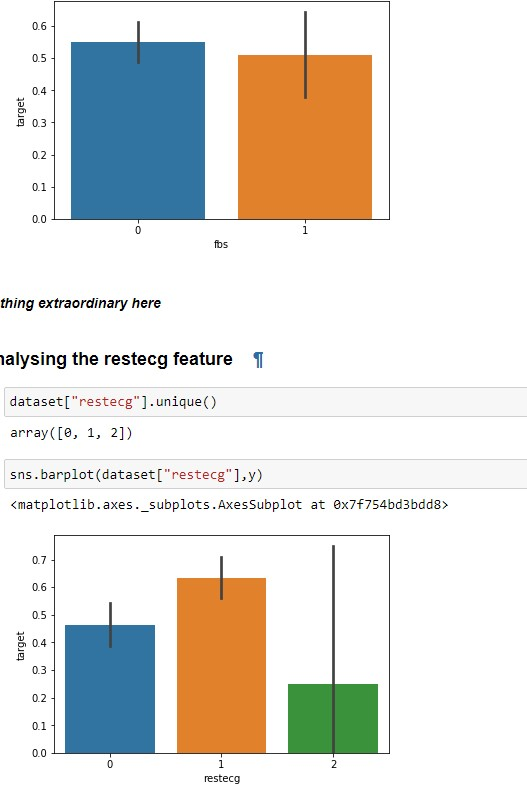 0.6
0.5
0.4
0.3
0.2
0.1
0.0
target
0 1
fbs
thing extraordinary here
nalysing the restecg feature ¶
dataset["restecg"].unique()
array([0, 1, 2])
sns.barplot(dataset["restecg"],y)
<matplotlib.axes._subplots.AxesSubplot at 0x7f754bd3bdd8>
0.7
0.6
0.5
0.4
0.3
0.2
0.1
0.0
target
0 1 2
restecg